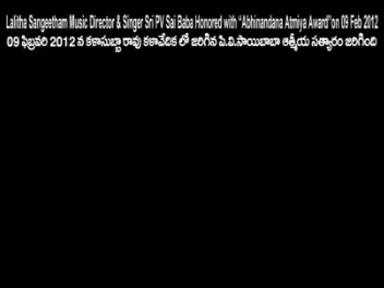 Lalitha Sangeetham Music Director & Singer Sri PV Sai Baba Honored with "Abhinandana Atmiya Award"on 09 Feb 2012
09 ఫిబ్రవరి 2012 న కళాసుబ్బా రావు కళావేదిక లో జరిగిన పి.వి.సాయిబాబా ఆత్మీయ సత్కారం జరిగింది